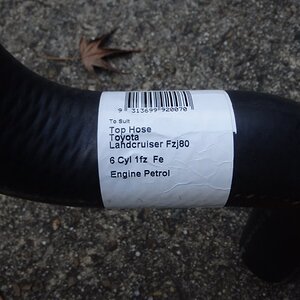 9 313699 920070
To Suit
Top Hose
Toyota
Landcruiser Fzj80
6 Cyl 1fz Fe
Engine Petrol